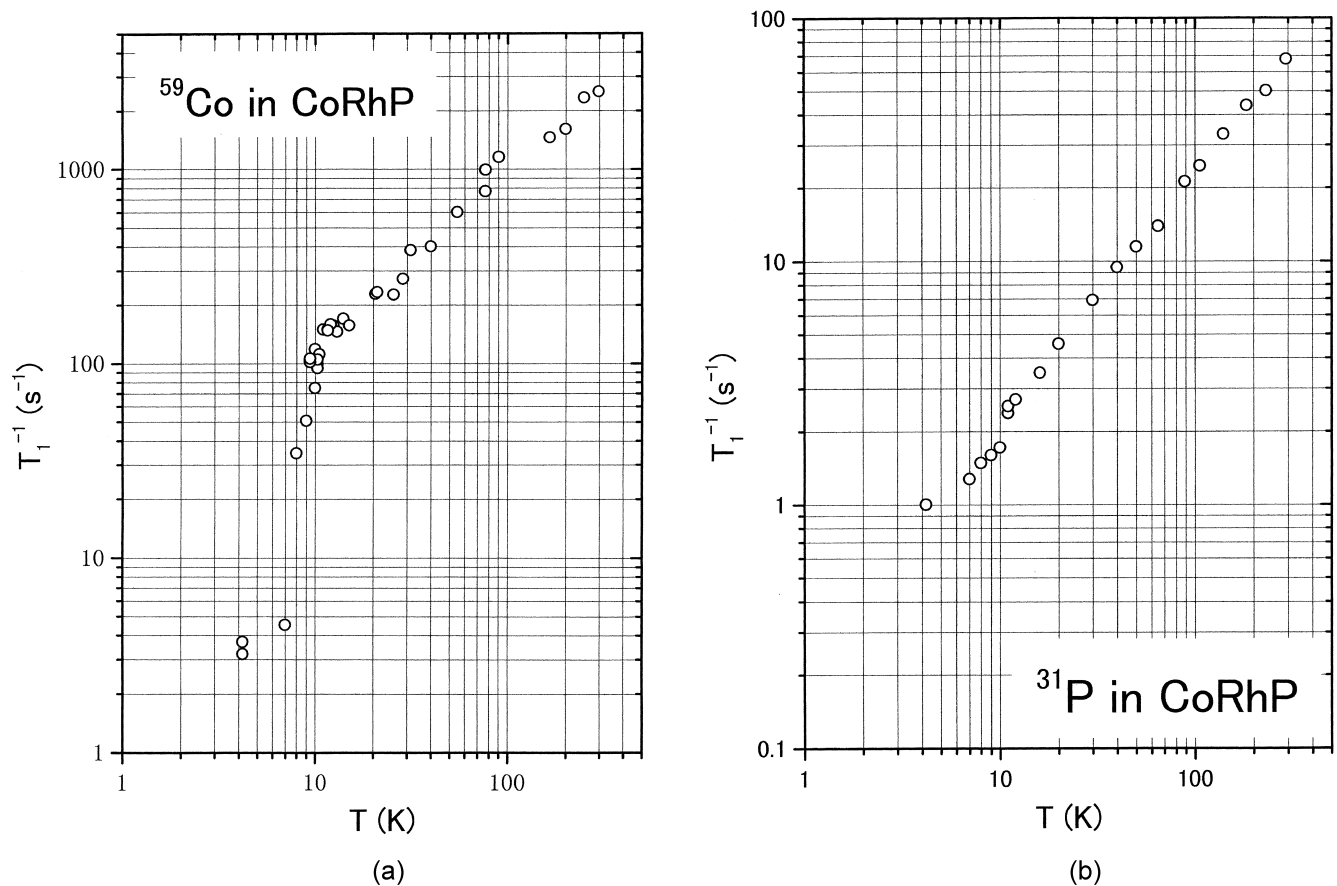 ⁵⁹Co in CoRhP
1000
100
10
1
T₁⁻¹ (s⁻¹)
1 10 100
T (K)
(a)
100
10
1
0.1
T₁⁻¹ (s⁻¹)
³¹P in CoRhP
1 10 100
T (K)
(b)